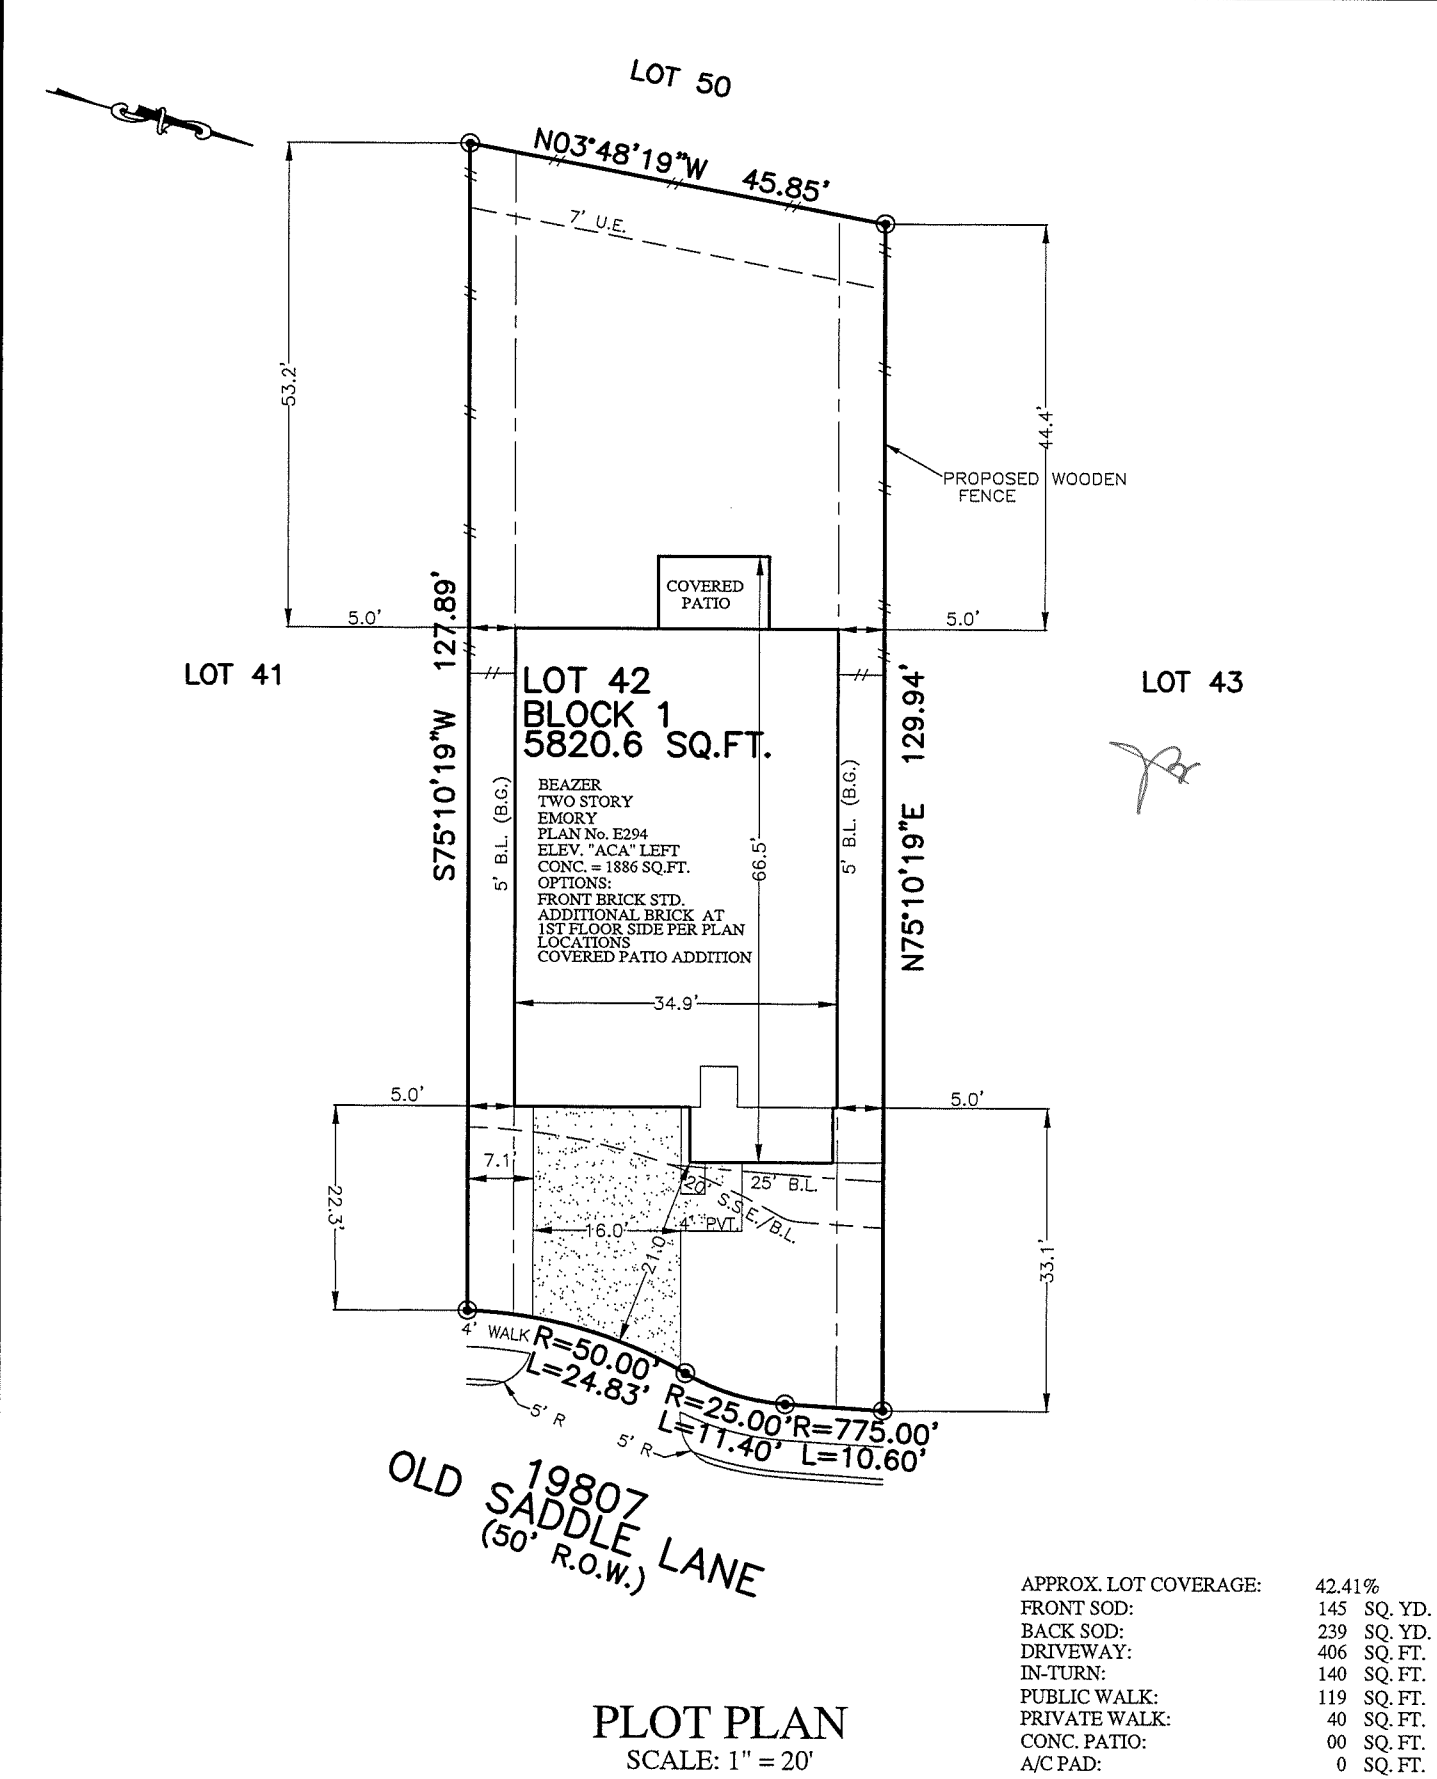 LOT 50
N03°48'19"W 45.85'
7' U.E.
53.2'
44.4'
PROPOSED WOODEN
FENCE
COVERED
PATIO
5.0'
5.0'
LOT 41
S75°10'19"W 127.89'
LOT 42
BLOCK 1
5820.6 SQ.FT.
N75°10'19"E 129.94'
LOT 43
BEAZER
TWO STORY
EMORY
PLAN No. E294
ELEV. "ACA" LEFT
CONC. = 1886 SQ.FT.
OPTIONS:
FRONT BRICK STD.
ADDITIONAL BRICK AT
1ST FLOOR SIDE PER PLAN
LOCATIONS
COVERED PATIO ADDITION
5' B.L. (B.G.)
66.5'
5' B.L. (B.G.)
34.9'
5.0'
5.0'
7.1'
22.3'
20' S.S.E./B.L.
25' B.L.
16.0'
4' PVT.
21.0'
33.1'
4' WALK
R=50.00'
L=24.83'
R=25.00'
L=11.40'
R=775.00'
L=10.60'
5' R
5' R
19807
OLD SADDLE LANE
(50' R.O.W.)
APPROX. LOT COVERAGE: 42.41%
FRONT SOD: 145 SQ. YD.
BACK SOD: 239 SQ. YD.
DRIVEWAY: 406 SQ. FT.
IN-TURN: 140 SQ. FT.
PUBLIC WALK: 119 SQ. FT.
PRIVATE WALK: 40 SQ. FT.
CONC. PATIO: 00 SQ. FT.
A/C PAD: 0 SQ. FT.
PLOT PLAN
SCALE: 1" = 20'